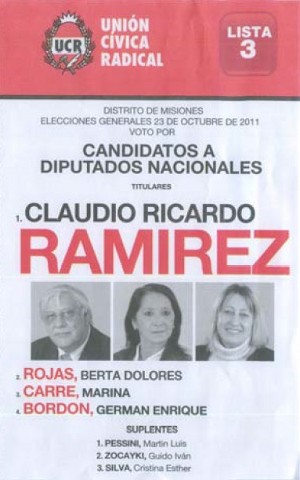 UCR
UNIÓN
CÍVICA
RADICAL
LISTA
3
DISTRITO DE MISIONES
ELECCIONES GENERALES 23 DE OCTUBRE DE 2011
VOTO POR
CANDIDATOS A
DIPUTADOS NACIONALES
TITULARES
1. CLAUDIO RICARDO
RAMIREZ
2. ROJAS, BERTA DOLORES
3. CARRE, MARINA
4. BORDON, GERMAN ENRIQUE
SUPLENTES
1. PESSINI, Martin Luis
2. ZOCAYKI, Guido Iván
3. SILVA, Cristina Esther